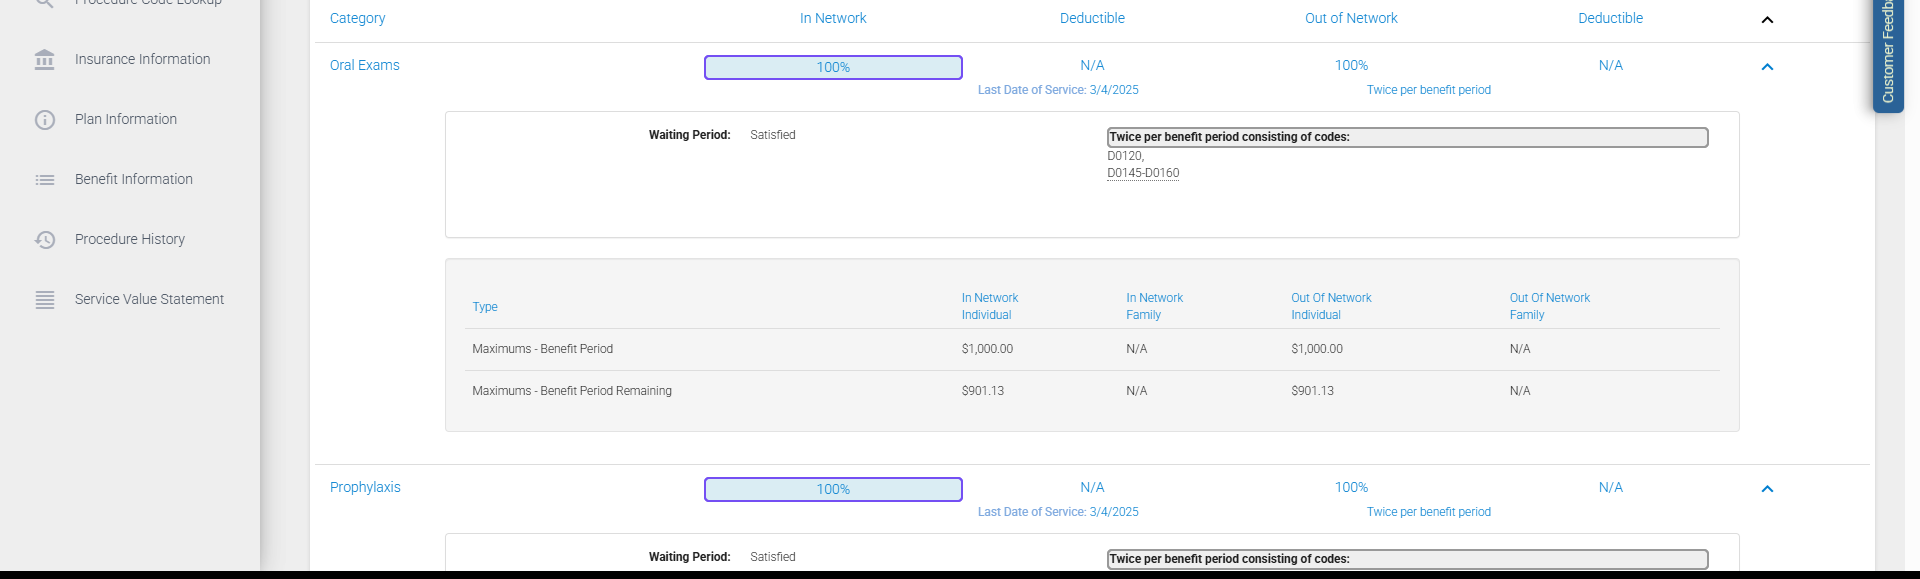 Procedure Code Lookup
Insurance Information
Plan Information
Benefit Information
Procedure History
Service Value Statement
Category In Network Deductible Out of Network Deductible
Oral Exams 100% N/A 100% N/A
Last Date of Service: 3/4/2025 Twice per benefit period
Waiting Period: Satisfied Twice per benefit period consisting of codes:
D0120,
D0145-D0160
Type In Network Individual In Network Family Out Of Network Individual Out Of Network Family
Maximums - Benefit Period $1,000.00 N/A $1,000.00 N/A
Maximums - Benefit Period Remaining $901.13 N/A $901.13 N/A
Prophylaxis 100% N/A 100% N/A
Last Date of Service: 3/4/2025 Twice per benefit period
Waiting Period: Satisfied Twice per benefit period consisting of codes:
Customer